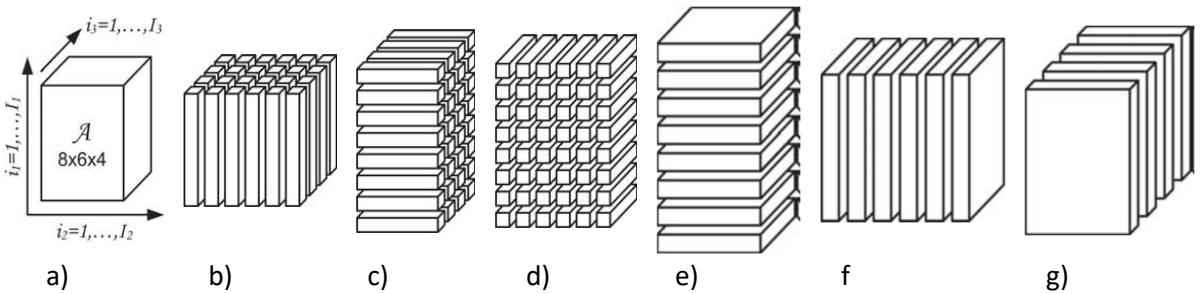 i₃=1,…,I₃
i₁=1,…,I₁
𝒜
8x6x4
i₂=1,…,I₂
a) b) c) d) e) f g)